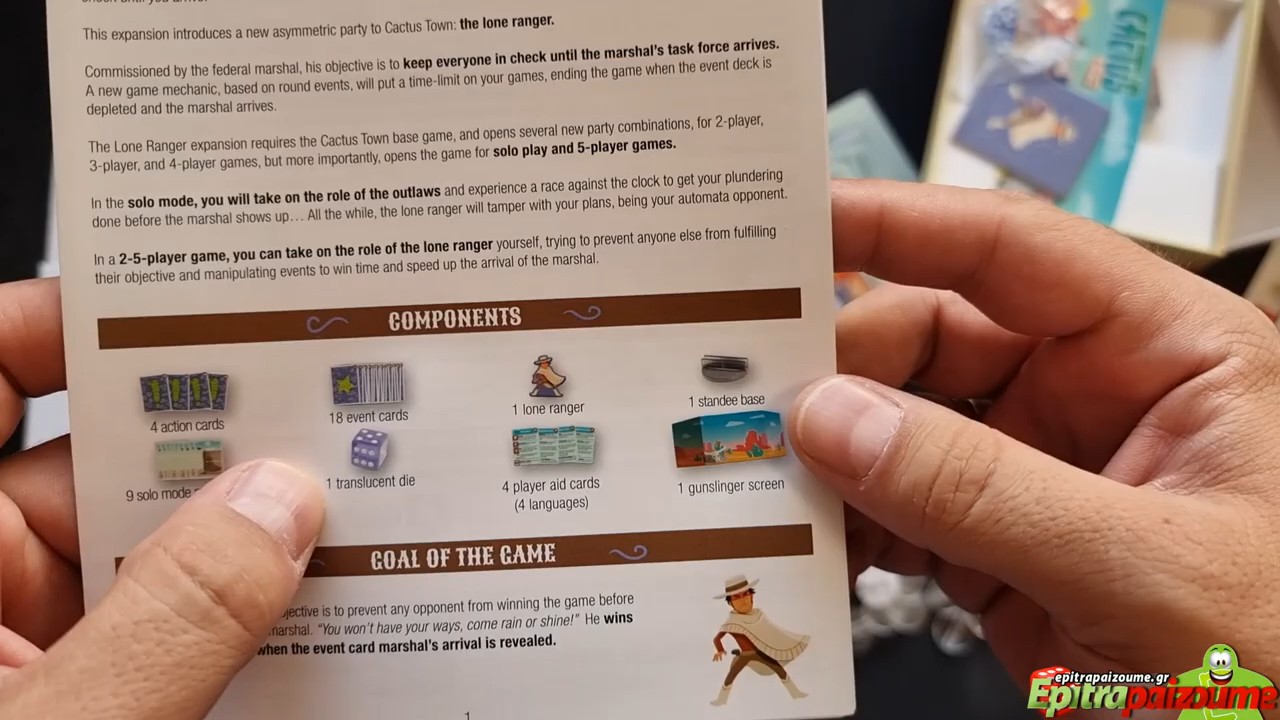 This expansion introduces a new asymmetric party to Cactus Town: the lone ranger.
Commissioned by the federal marshal, his objective is to keep everyone in check until the marshal's task force arrives.
A new game mechanic, based on round events, will put a time-limit on your games, ending the game when the event deck is
depleted and the marshal arrives.
The Lone Ranger expansion requires the Cactus Town base game, and opens several new party combinations, for 2-player,
3-player, and 4-player games, but more importantly, opens the game for solo play and 5-player games.
In the solo mode, you will take on the role of the outlaws and experience a race against the clock to get your plundering
done before the marshal shows up... All the while, the lone ranger will tamper with your plans, being your automata opponent.
In a 2-5-player game, you can take on the role of the lone ranger yourself, trying to prevent anyone else from fulfilling
their objective and manipulating events to win time and speed up the arrival of the marshal.
COMPONENTS
4 action cards
18 event cards
1 lone ranger
1 standee base
9 solo mode
1 translucent die
4 player aid cards
(4 languages)
1 gunslinger screen
GOAL OF THE GAME
is to prevent any opponent from winning the game before
marshal. "You won't have your ways, come rain or shine!" He wins
when the event card marshal's arrival is revealed.
1
CACTUS
epitrapaizoume.gr
Epitrapaizoume